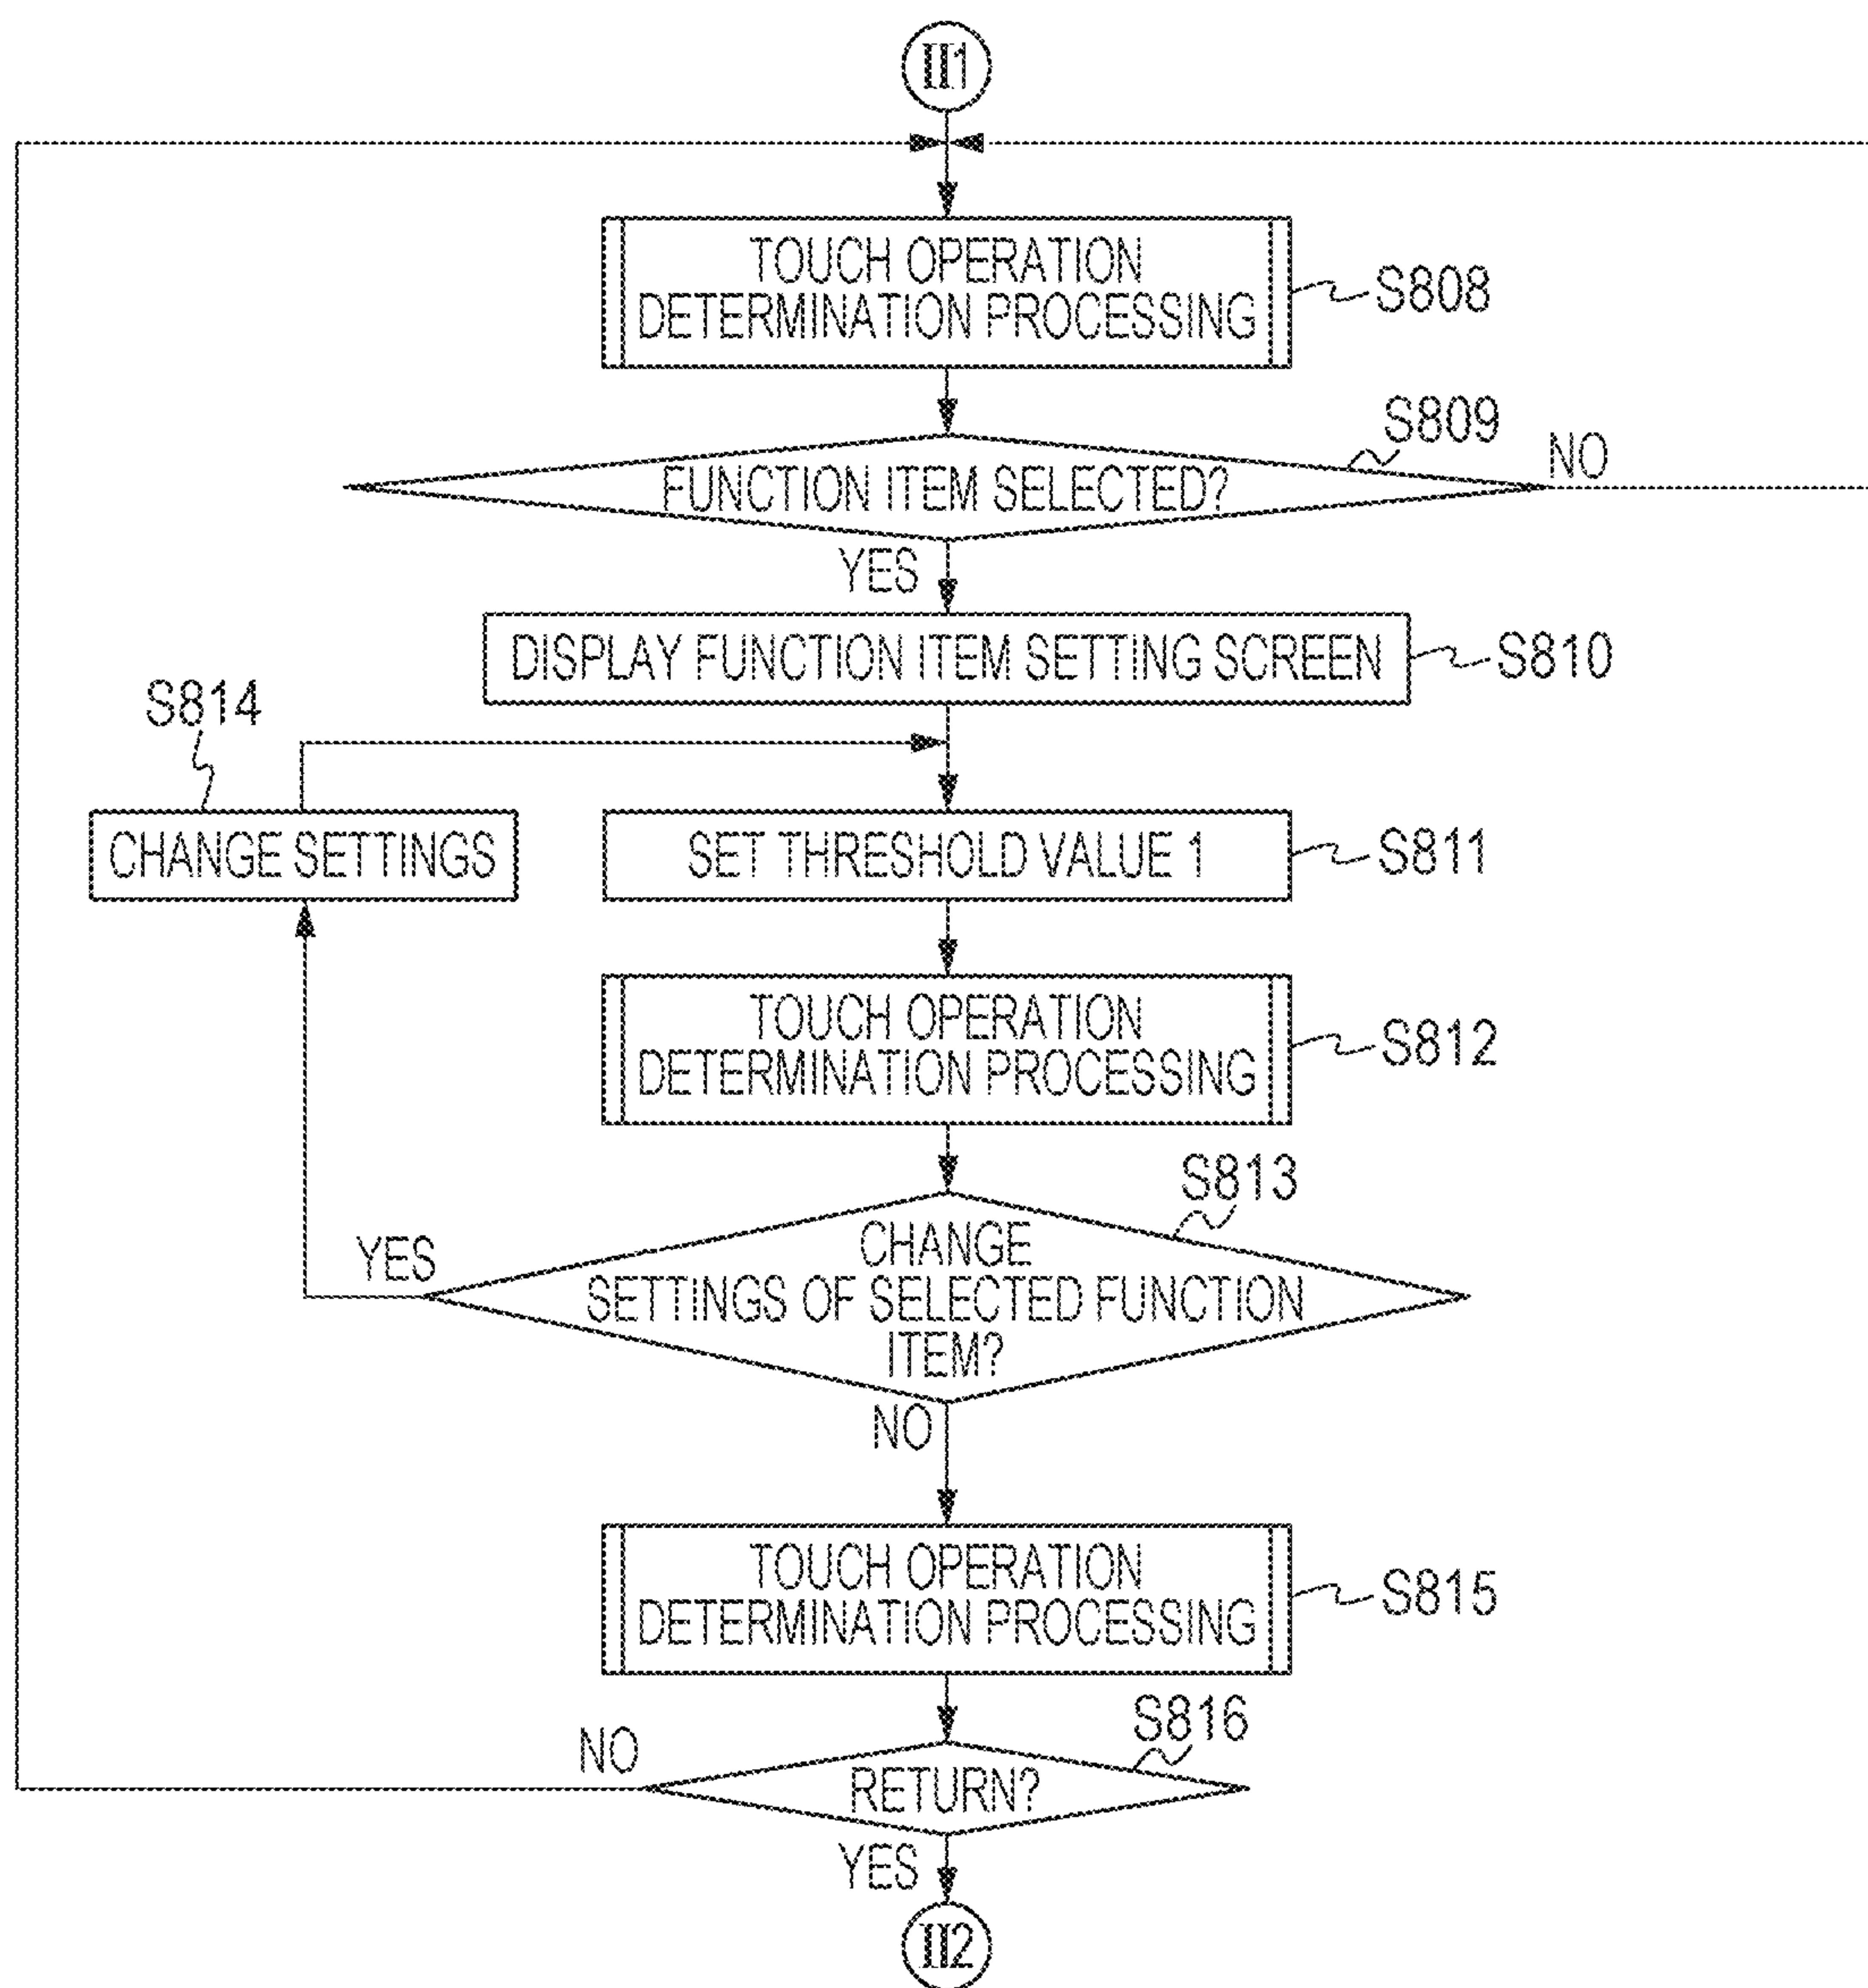 II1
TOUCH OPERATION
DETERMINATION PROCESSING
S808
S809
FUNCTION ITEM SELECTED?
NO
YES
DISPLAY FUNCTION ITEM SETTING SCREEN
S810
S814
CHANGE SETTINGS
SET THRESHOLD VALUE 1
S811
TOUCH OPERATION
DETERMINATION PROCESSING
S812
S813
YES
CHANGE
SETTINGS OF SELECTED FUNCTION
ITEM?
NO
TOUCH OPERATION
DETERMINATION PROCESSING
S815
S816
NO
RETURN?
YES
II2